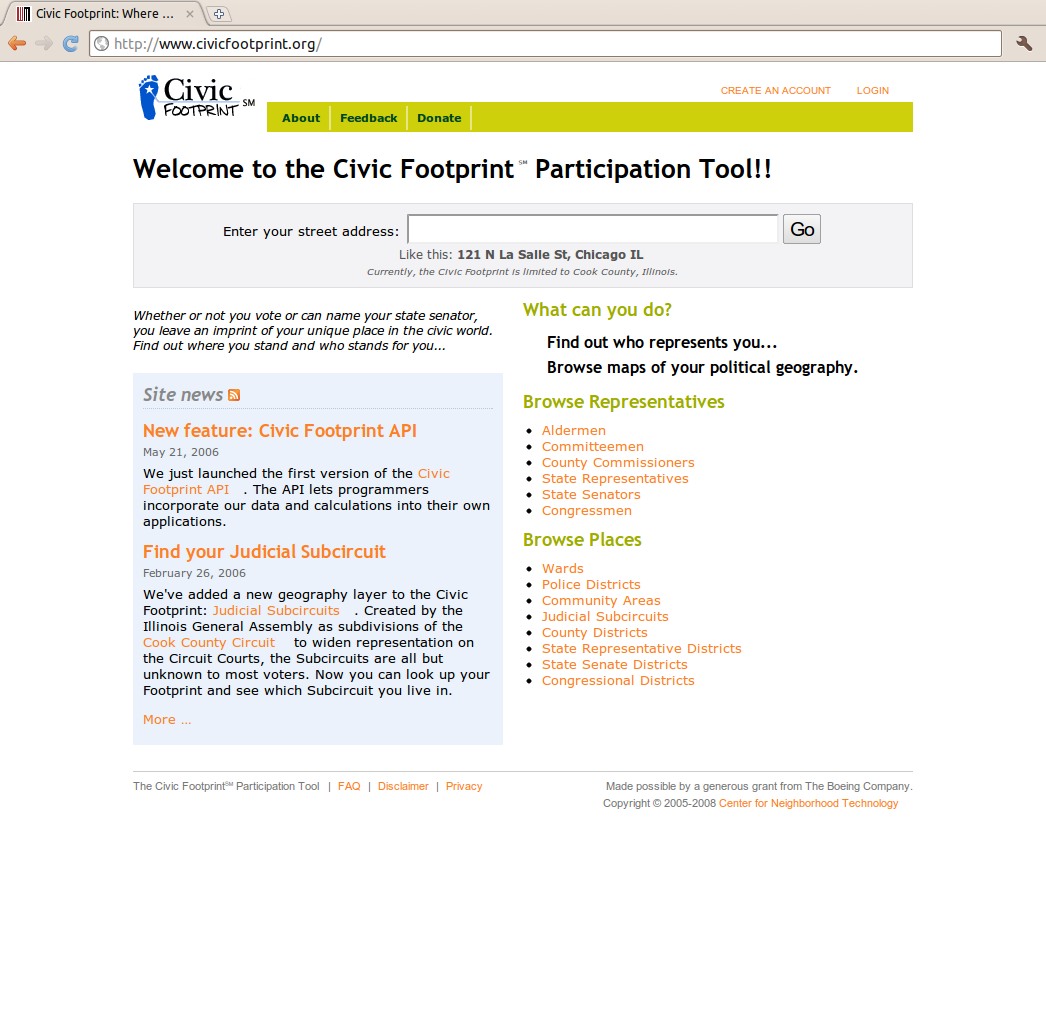 Civic Footprint: Where ...
http://www.civicfootprint.org/
Civic
FOOTPRINT SM
CREATE AN ACCOUNT LOGIN
About Feedback Donate
Welcome to the Civic Footprint℠ Participation Tool!!
Enter your street address: Go
Like this: 121 N La Salle St, Chicago IL
Currently, the Civic Footprint is limited to Cook County, Illinois.
Whether or not you vote or can name your state senator,
you leave an imprint of your unique place in the civic world.
Find out where you stand and who stands for you...
Site news
New feature: Civic Footprint API
May 21, 2006
We just launched the first version of the Civic
Footprint API . The API lets programmers
incorporate our data and calculations into their own
applications.
Find your Judicial Subcircuit
February 26, 2006
We've added a new geography layer to the Civic
Footprint: Judicial Subcircuits . Created by the
Illinois General Assembly as subdivisions of the
Cook County Circuit to widen representation on
the Circuit Courts, the Subcircuits are all but
unknown to most voters. Now you can look up your
Footprint and see which Subcircuit you live in.
More ...
What can you do?
Find out who represents you...
Browse maps of your political geography.
Browse Representatives
Aldermen
Committeemen
County Commissioners
State Representatives
State Senators
Congressmen
Browse Places
Wards
Police Districts
Community Areas
Judicial Subcircuits
County Districts
State Representative Districts
State Senate Districts
Congressional Districts
The Civic Footprint℠ Participation Tool | FAQ | Disclaimer | Privacy
Made possible by a generous grant from The Boeing Company.
Copyright © 2005-2008 Center for Neighborhood Technology